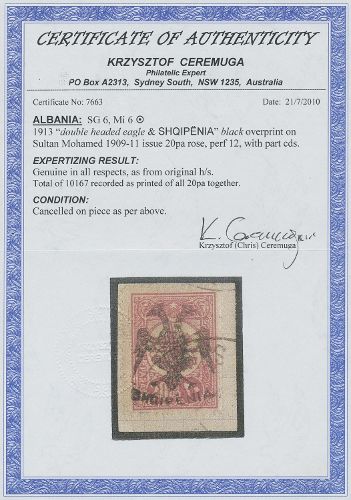 CERTIFICATE OF AUTHENTICITY
KRZYSZTOF CEREMUGA
Philatelic Expert
PO Box A2313, Sydney South, NSW 1235, Australia
Certificate No: 7663 Date: 21/7/2010
ALBANIA: SG 6, Mi 6
1913 "double headed eagle & SHQIPËNIA" black overprint on
Sultan Mohamed 1909-11 issue 20pa rose, perf 12, with part cds.
EXPERTIZING RESULT:
Genuine in all respects, as from original h/s.
Total of 10167 recorded as printed of all 20pa together.
CONDITION:
Cancelled on piece as per above.
K. Ceremuga
Krzysztof (Chris) Ceremuga
SHQIPËNIA